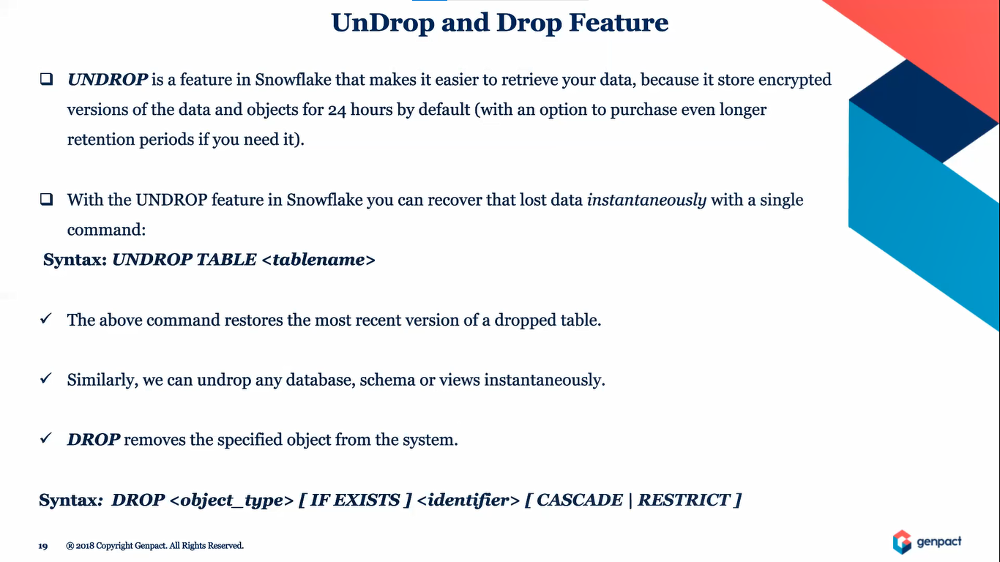 UnDrop and Drop Feature
❑ UNDROP is a feature in Snowflake that makes it easier to retrieve your data, because it store encrypted
versions of the data and objects for 24 hours by default (with an option to purchase even longer
retention periods if you need it).
❑ With the UNDROP feature in Snowflake you can recover that lost data instantaneously with a single
command:
Syntax: UNDROP TABLE <tablename>
✓ The above command restores the most recent version of a dropped table.
✓ Similarly, we can undrop any database, schema or views instantaneously.
✓ DROP removes the specified object from the system.
Syntax: DROP <object_type> [ IF EXISTS ] <identifier> [ CASCADE | RESTRICT ]
19 ® 2018 Copyright Genpact. All Rights Reserved.
genpact